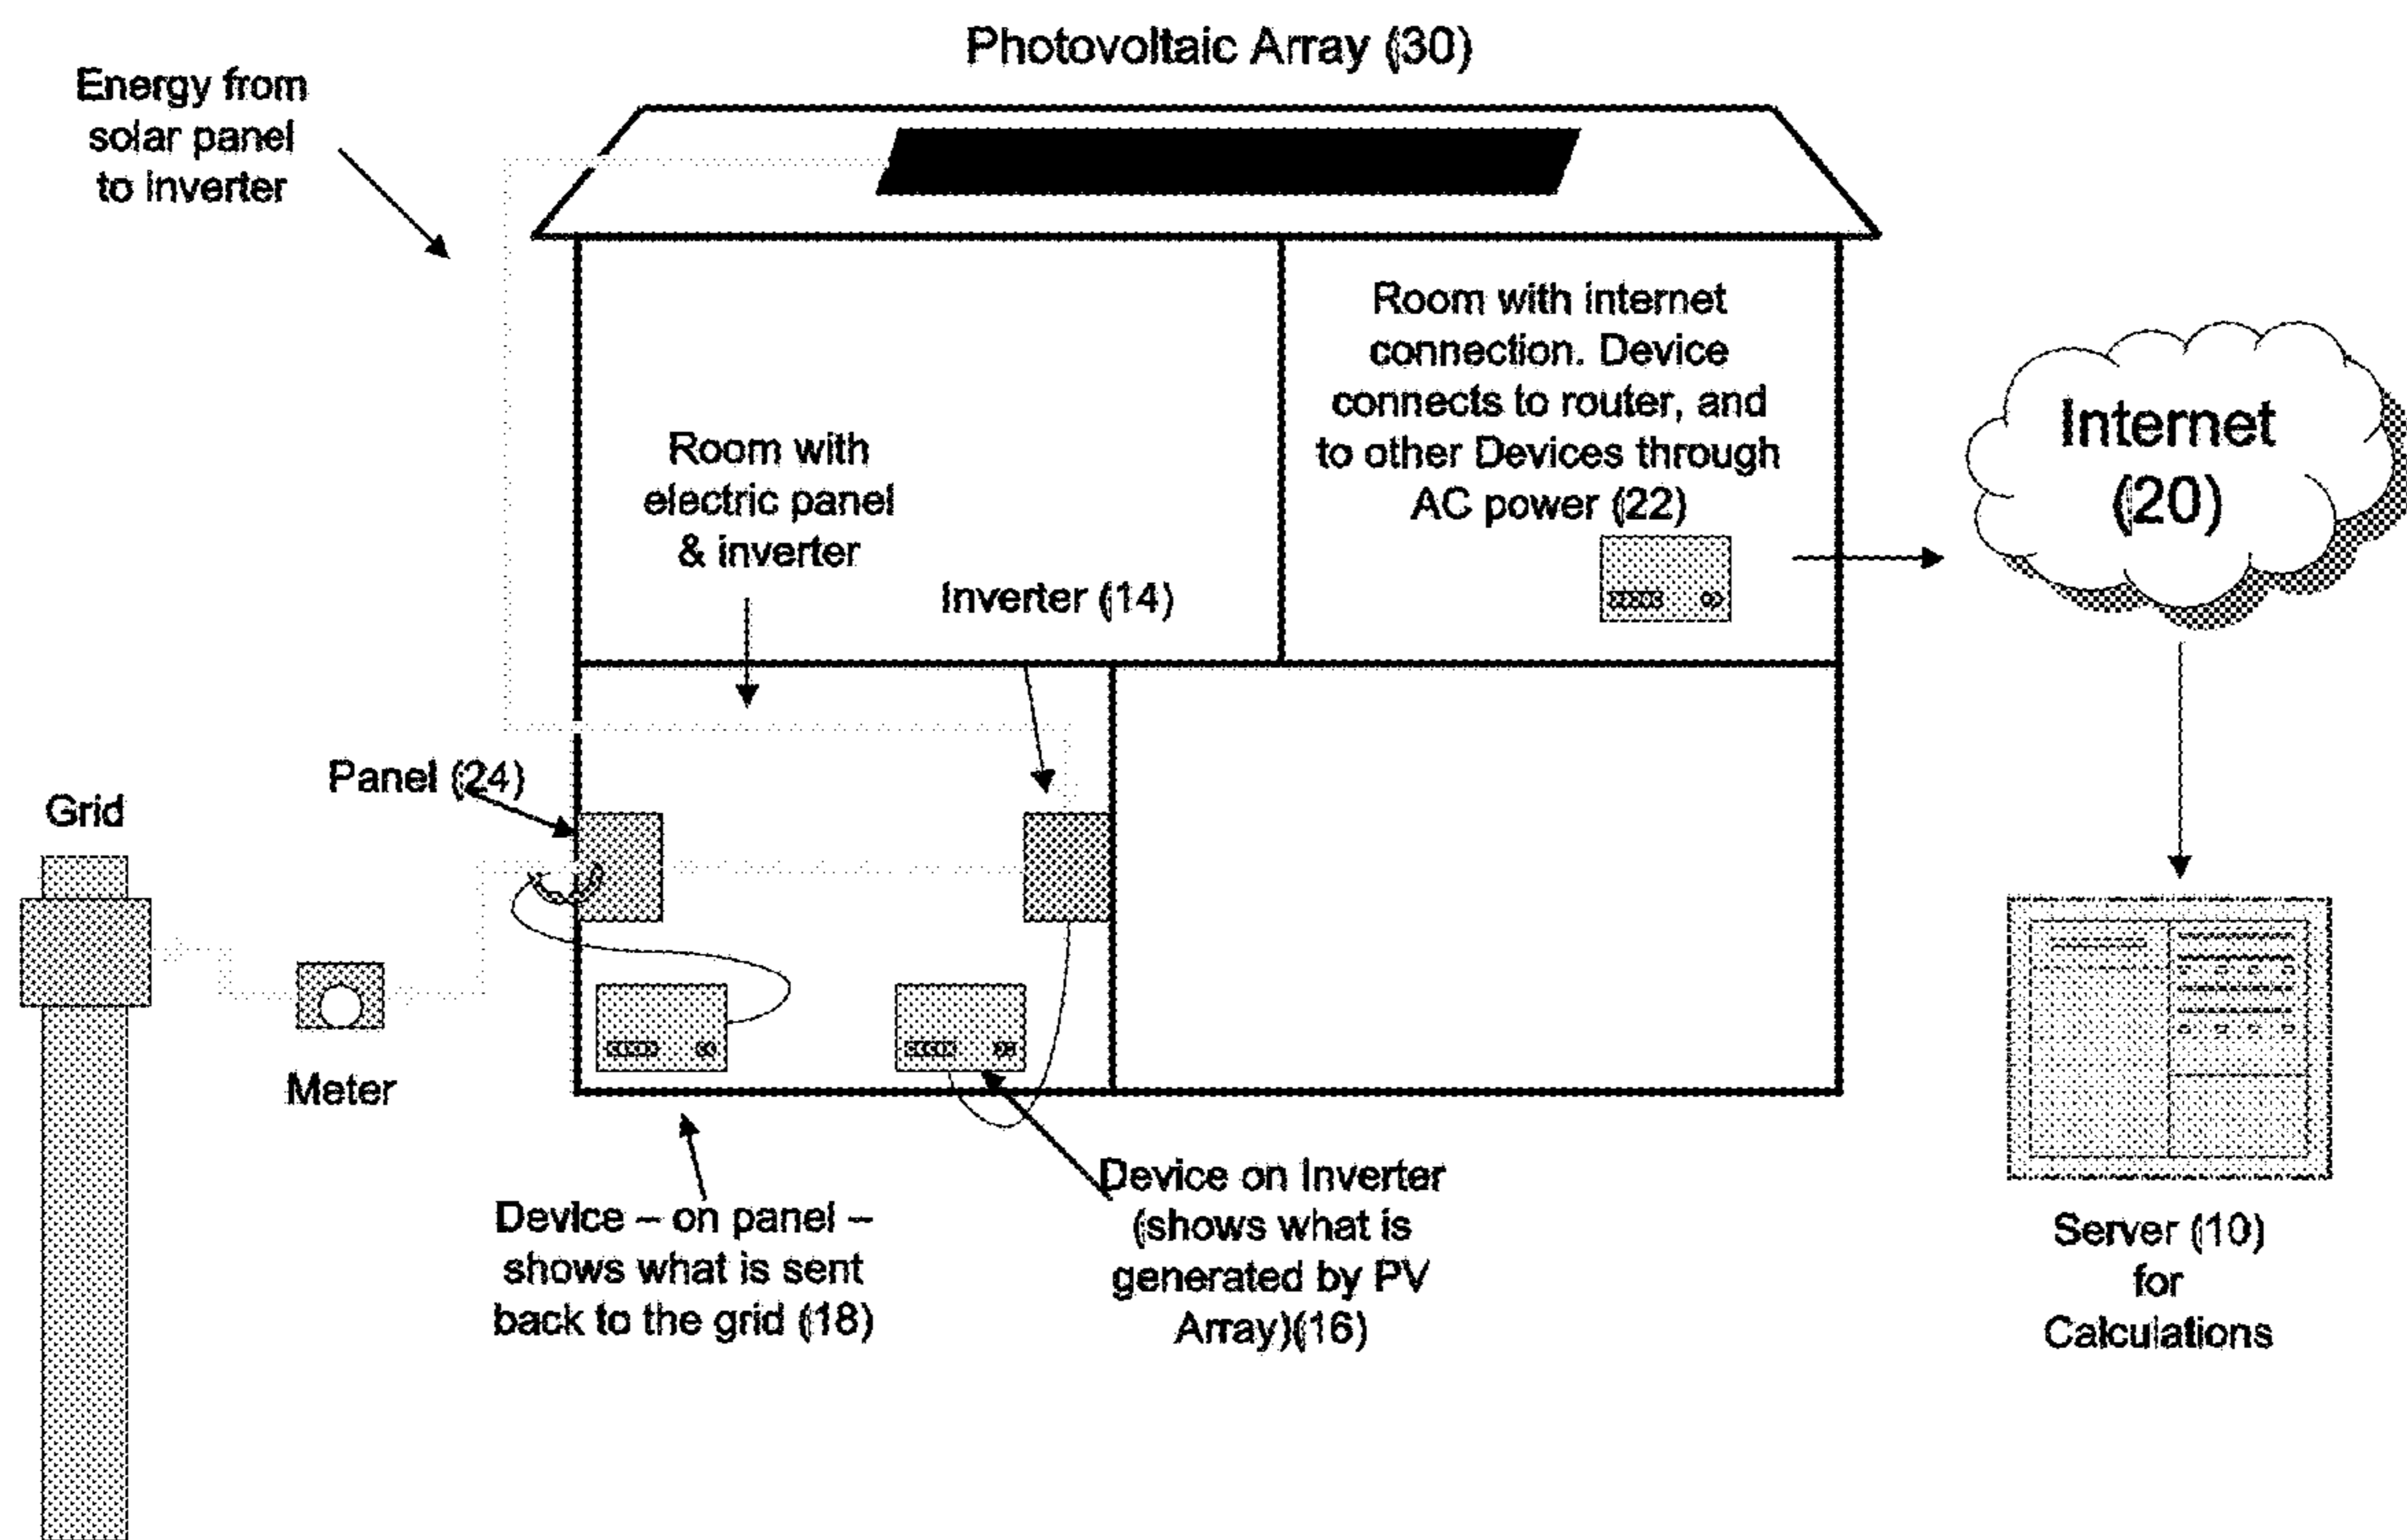 Photovoltaic Array (30)
Energy from
solar panel
to inverter
Room with internet
connection. Device
connects to router, and
to other Devices through
AC power (22)
Internet
(20)
Room with
electric panel
& inverter
Inverter (14)
Panel (24)
Grid
Meter
Device – on panel –
shows what is sent
back to the grid (18)
Device on Inverter
(shows what is
generated by PV
Array)(16)
Server (10)
for
Calculations